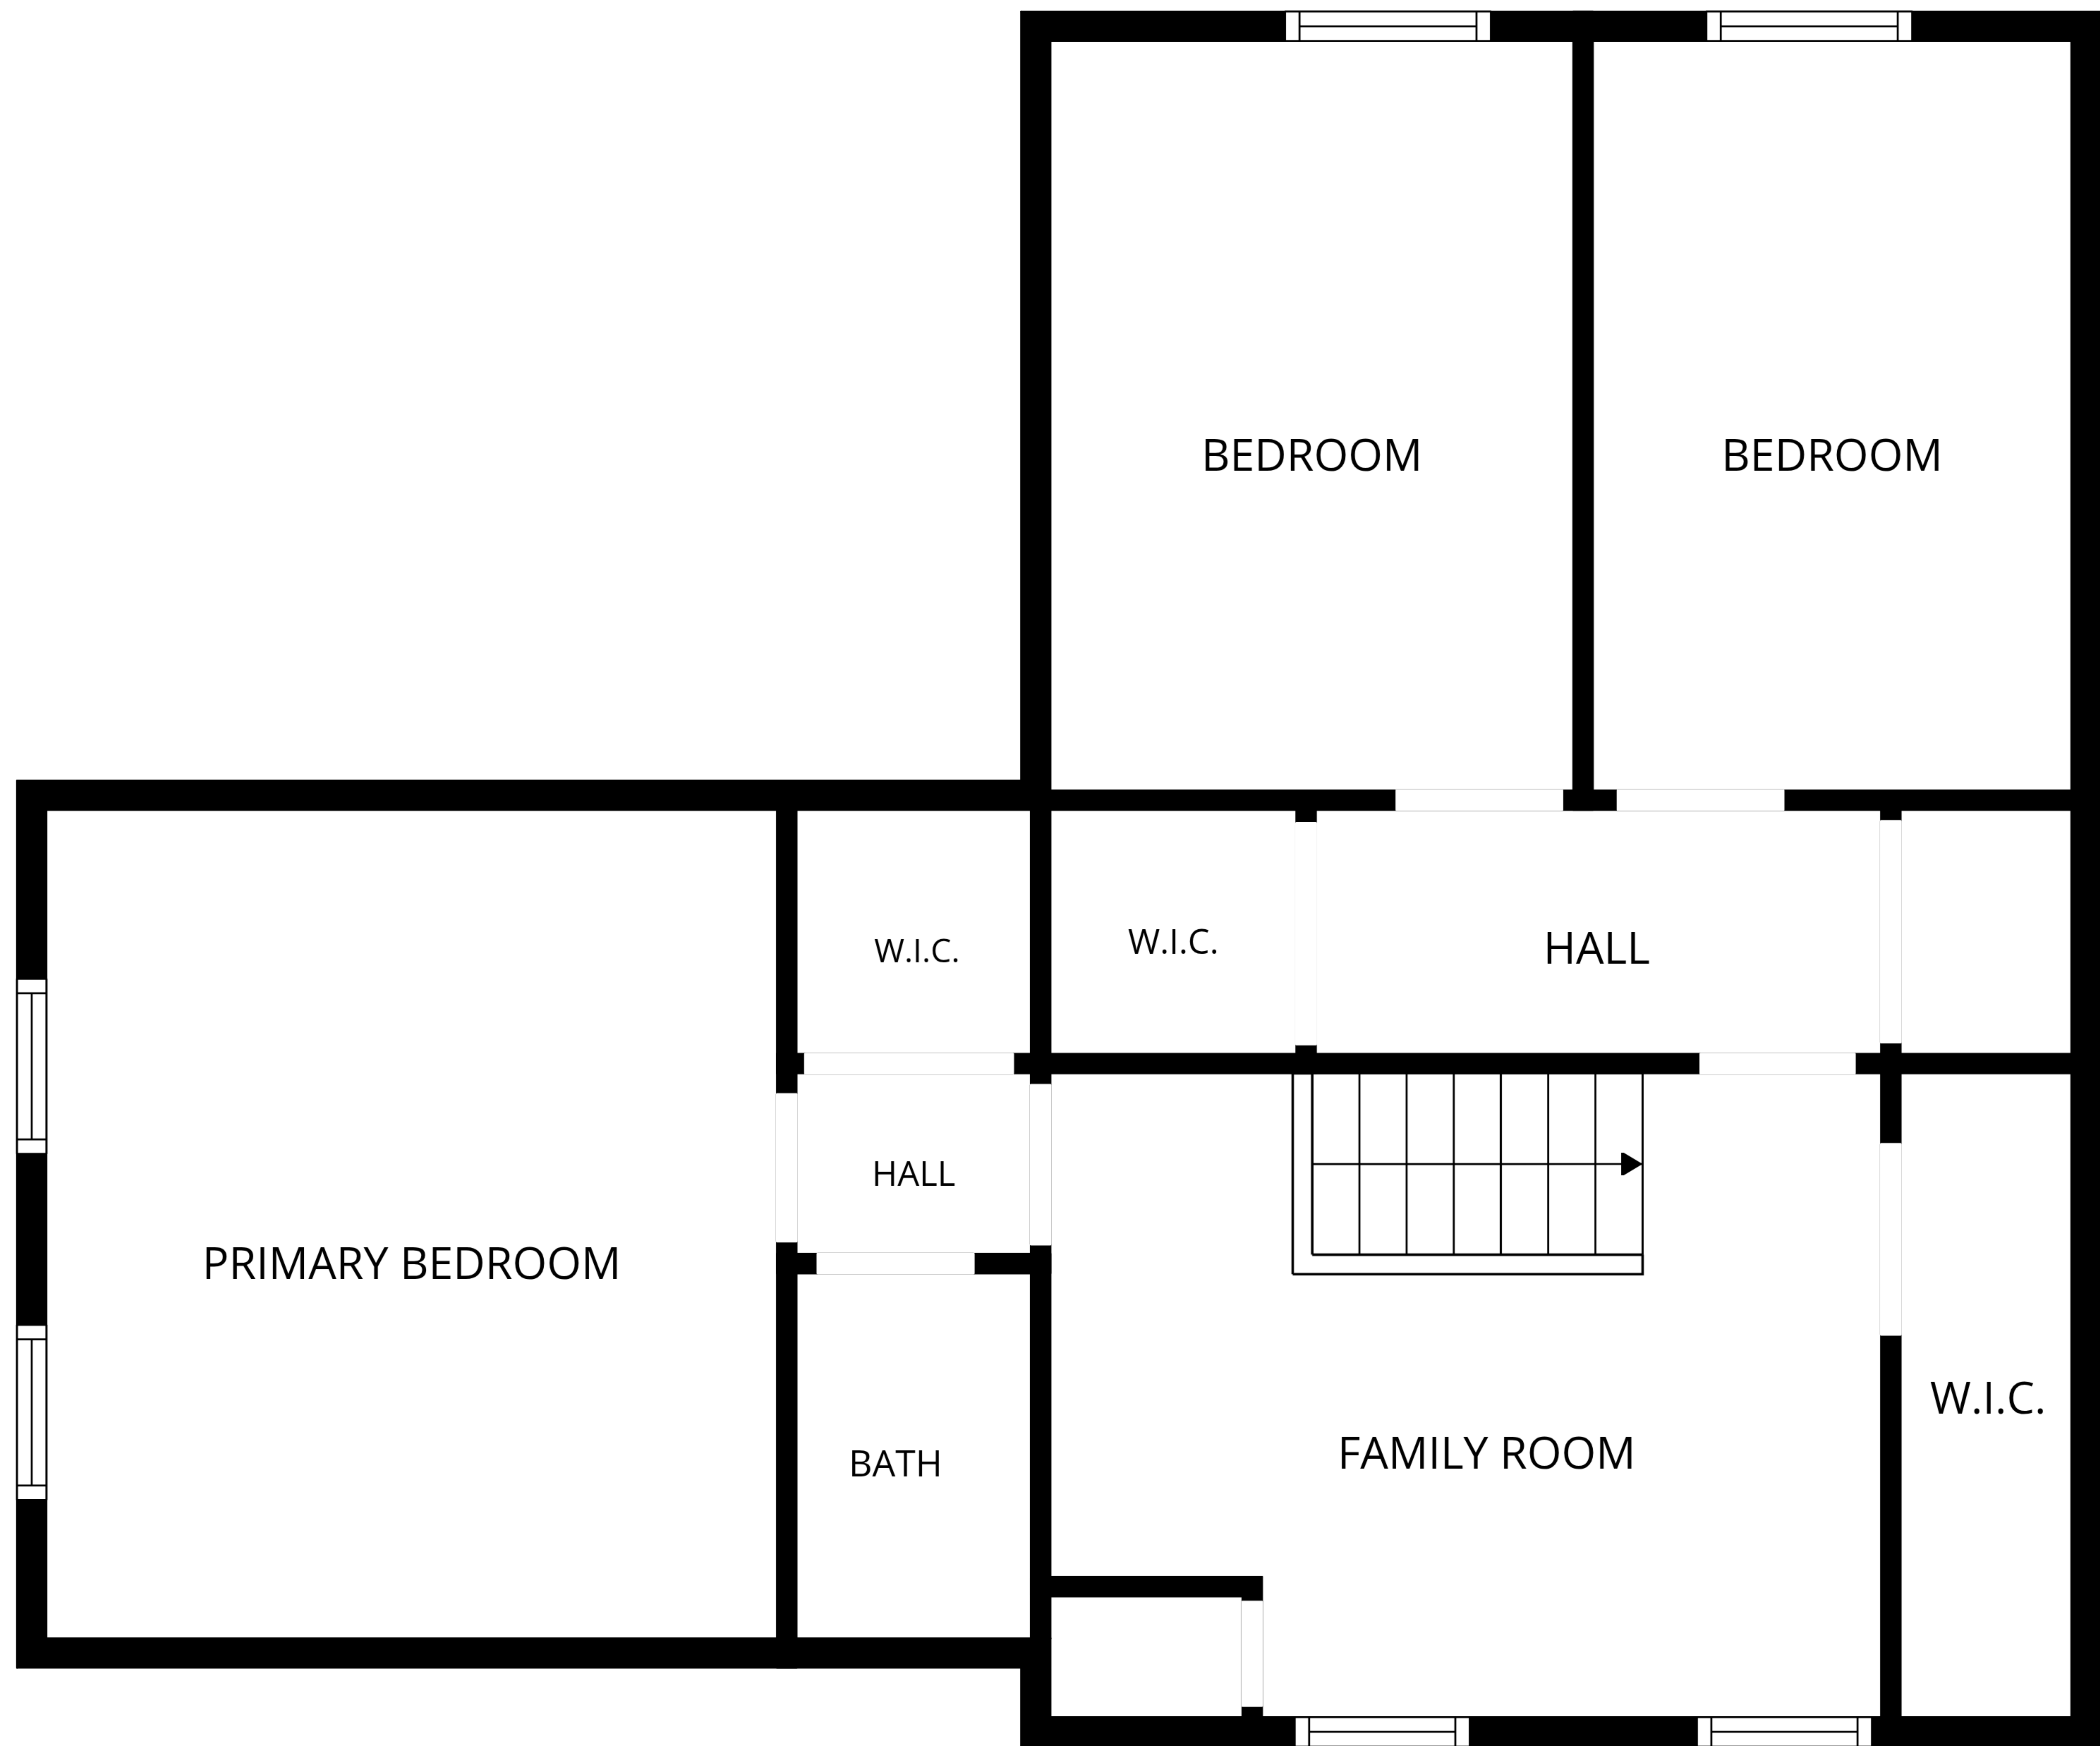 BEDROOM
BEDROOM
W.I.C.
W.I.C.
HALL
HALL
PRIMARY BEDROOM
W.I.C.
FAMILY ROOM
BATH